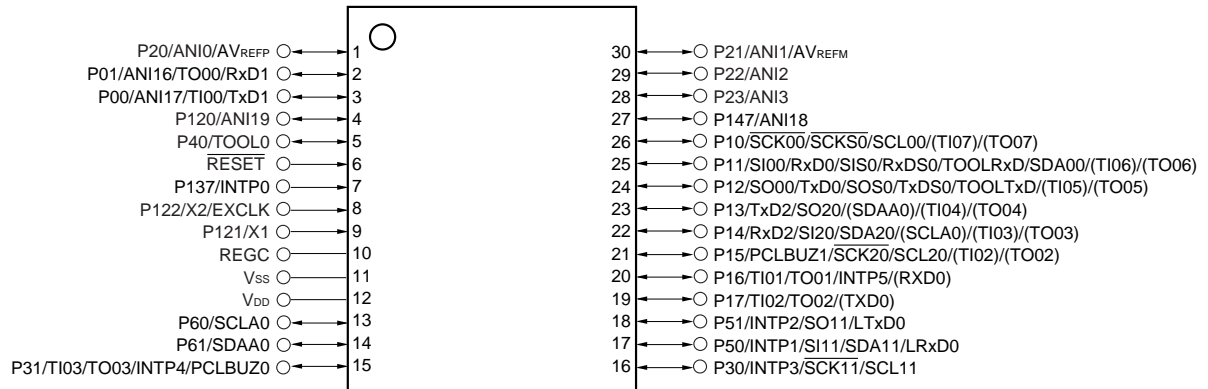 P20/ANI0/AVREFP 1 30 P21/ANI1/AVREFM
P01/ANI16/TO00/RxD1 2 29 P22/ANI2
P00/ANI17/TI00/TxD1 3 28 P23/ANI3
P120/ANI19 4 27 P147/ANI18
P40/TOOL0 5 26 P10/SCK00/SCKS0/SCL00/(TI07)/(TO07)
RESET 6 25 P11/SI00/RxD0/SIS0/RxDS0/TOOLRxD/SDA00/(TI06)/(TO06)
P137/INTP0 7 24 P12/SO00/TxD0/SOS0/TxDS0/TOOLTxD/(TI05)/(TO05)
P122/X2/EXCLK 8 23 P13/TxD2/SO20/(SDAA0)/(TI04)/(TO04)
P121/X1 9 22 P14/RxD2/SI20/SDA20/(SCLA0)/(TI03)/(TO03)
REGC 10 21 P15/PCLBUZ1/SCK20/SCL20/(TI02)/(TO02)
VSS 11 20 P16/TI01/TO01/INTP5/(RXD0)
VDD 12 19 P17/TI02/TO02/(TXD0)
P60/SCLA0 13 18 P51/INTP2/SO11/LTxD0
P61/SDAA0 14 17 P50/INTP1/SI11/SDA11/LRxD0
P31/TI03/TO03/INTP4/PCLBUZ0 15 16 P30/INTP3/SCK11/SCL11